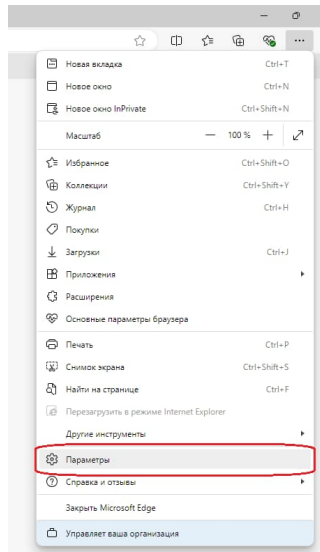 Новая вкладка Ctrl+T
Новое окно Ctrl+N
Новое окно InPrivate Ctrl+Shift+N
Масштаб — 100 % +
Избранное Ctrl+Shift+O
Коллекции Ctrl+Shift+Y
Журнал Ctrl+H
Покупки
Загрузки Ctrl+J
Приложения
Расширения
Основные параметры браузера
Печать Ctrl+P
Снимок экрана Ctrl+Shift+S
Найти на странице Ctrl+F
Перезагрузить в режиме Internet Explorer
Другие инструменты
Параметры
Справка и отзывы
Закрыть Microsoft Edge
Управляет ваша организация